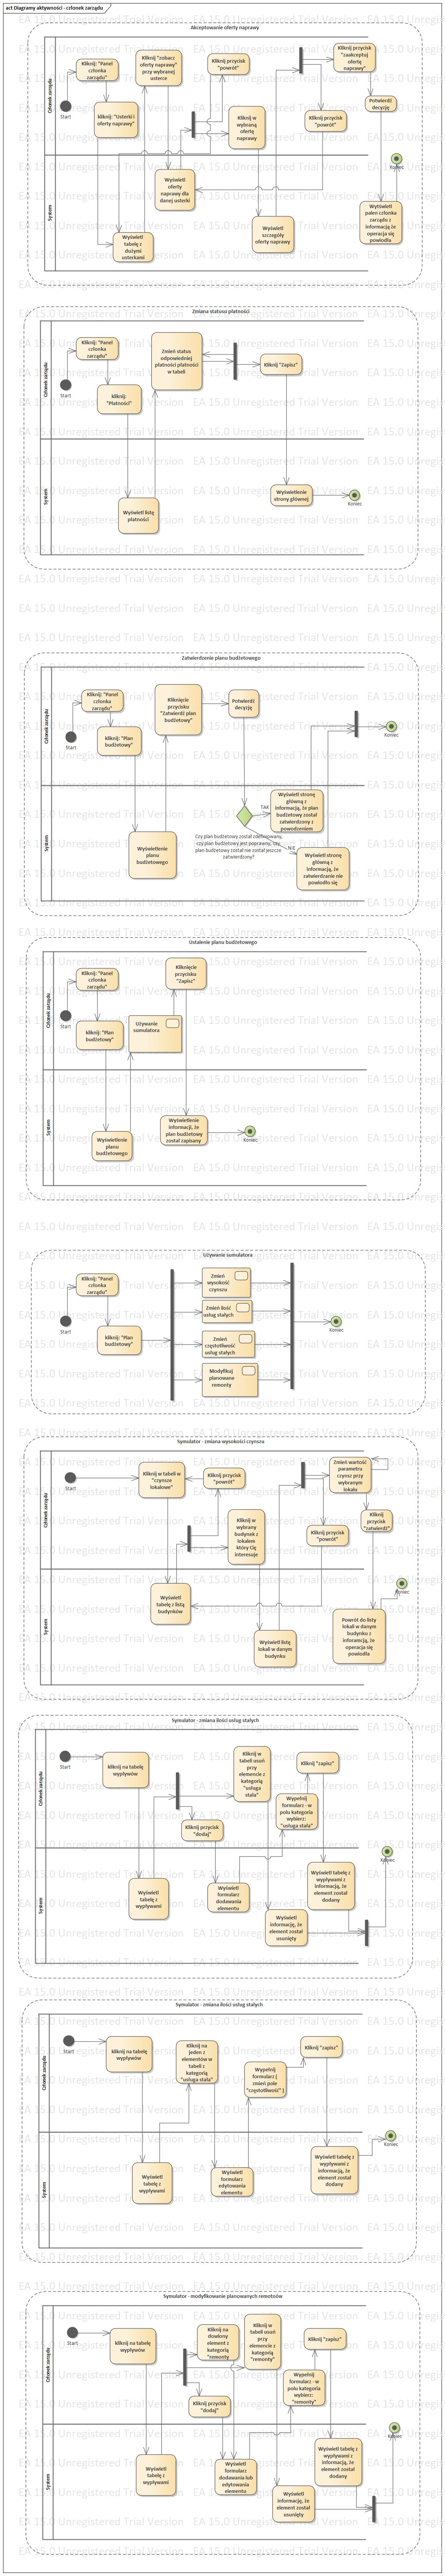 act Diagramy aktywności - członek zarządu
Akceptowanie oferty naprawy
Członek zarządu
System
Start
Kliknij: "Panel
członka
zarządu"
kliknij: "Usterki i
oferty naprawy"
Kliknij "zobacz
oferty naprawy"
przy wybranej
usterce
Kliknij przycisk
"powrót"
Kliknij w
wybraną
ofertę
naprawy
Kliknij przycisk
"zaakceptuj
ofertę
naprawy"
Kliknij przycisk
"powrót"
Potwierdź
decyzję
Koniec
Wyświetl
oferty
naprawy dla
danej usterki
Wyświetl
tabelę z
dużymi
usterkami
Wyświetl
szczegóły
oferty naprawy
Wyświetl
palen członka
zarządu z
informacją że
operacja się
powiodła
Zmiana statusu płatności
Członek zarządu
System
Start
Kliknij: "Panel
członka
zarządu"
kliknij:
"Płatności"
Zmień status
odpowiedniej
płatności płatności
w tabeli
Kliknij "Zapisz"
Wyświetl listę
płatności
Wyświetlenie
strony głównej
Koniec
Zatwierdzenie planu budżetowego
Członek zarządu
System
Start
Kliknij: "Panel
członka
zarządu"
kliknij: "Plan
budżetowy"
Kliknięcie
przycisku
"Zatwierdź plan
budżetowy"
Potwierdź
decyzję
Koniec
Wyświetlenie
planu
budżetowego
Czy plan budżetowy został zdefiniowany,
czy plan budżetowy jest poprawny, czy
plan budżetowy został nie został jeszcze
zatwierdzony?
TAK
NIE
Wyświetl stronę
główną z
informacją, że plan
budżetowy został
zatwierdzony z
powodzeniem
Wyświetl stronę
główną z
informacją, że
zatwierdzanie nie
powiodło się
Ustalenie planu budżetowego
Członek zarządu
System
Start
Kliknij: "Panel
członka
zarządu"
kliknij: "Plan
budżetowy"
Używanie
sumulatora
Kliknięcie
przycisku
"Zapisz"
Wyświetlenie
planu
budżetowego
Wyświetlenie
informacji, że
plan budżetowy
został zapisany
Koniec
Używanie sumulatora
Start
Kliknij: "Panel
członka
zarządu"
kliknij: "Plan
budżetowy"
Zmień
wysokość
czynszu
Zmień ilość
usług stałych
Zmień
częstotliwość
usług stałych
Modyfikuj
planowane
remonty
Koniec
Symulator - zmiana wysokości czynszu
Członek zarządu
System
Start
Kliknij w tabeli w
"czynsze
lokalowe"
Kliknij przycisk
"powrót"
Kliknij w
wybrany
budynek z
lokalem
który Cię
interesuje
Zmień wartość
parametru
czynsz przy
wybranym
lokalu
Kliknij przycisk
"powrót"
Kliknij
przycisk
"zatwierdź"
Koniec
Wyświetl
tabelę z listą
budynków
Wyświetl listę
lokali w danym
budynku
Powrót do listy
lokali w danym
budynku z
inforamcją, że
operacja się
powiodła
Symulator - zmiana ilości usług stałych
Członek zarządu
System
Start
kliknij na tabelę
wypływów
Kliknij przycisk
"dodaj"
Kliknij w
tabeli usuń
przy
elemencie z
kategorią
"usługa
stała"
Wypełnij
formularz - w
polu kategoria
wybierz:
"usługa stała"
Kliknij "zapisz"
Koniec
Wyświetl
tabelę z
wypływami
Wyświetl
formularz
dodawania
elementu
Wyświetl
informację, że
element został
usunięty
Wyświetl tabelę z
wypływami z
informacją, że
element został
dodany
Symulator - zmiana ilości usług stałych
Członek zarządu
System
Start
kliknij na tabelę
wypływów
Kliknij na
jeden z
elementów w
tabeli z
kategorią
"usługa stała"
Wypełnij
formularz (
zmień pole
"częstotliwość" )
Kliknij "zapisz"
Koniec
Wyświetl
tabelę z
wypływami
Wyświetl
formularz
edytowania
elementu
Wyświetl tabelę z
wypływami z
informacją, że
element został
dodany
Symulator - modyfikowanie planowanych remotnów
Członek zarządu
System
Start
kliknij na tabelę
wypływów
Kliknij na
dowlony
element z
kategorią
"remonty
Kliknij przycisk
"dodaj"
Kliknij w
tabeli usuń
przy
elemencie z
kategorią
"remonty"
Wypełnij
formularz - w
polu kategoria
wybierz:
"remonty"
Kliknij "zapisz"
Koniec
Wyświetl
tabelę z
wypływami
Wyświetl
formularz
dodawania lub
edytowania
elementu
Wyświetl
informację, że
element został
usunięty
Wyświetl tabelę z
wypływami z
informacją, że
element został
dodany
EA 15.0 Unregistered Trial Version